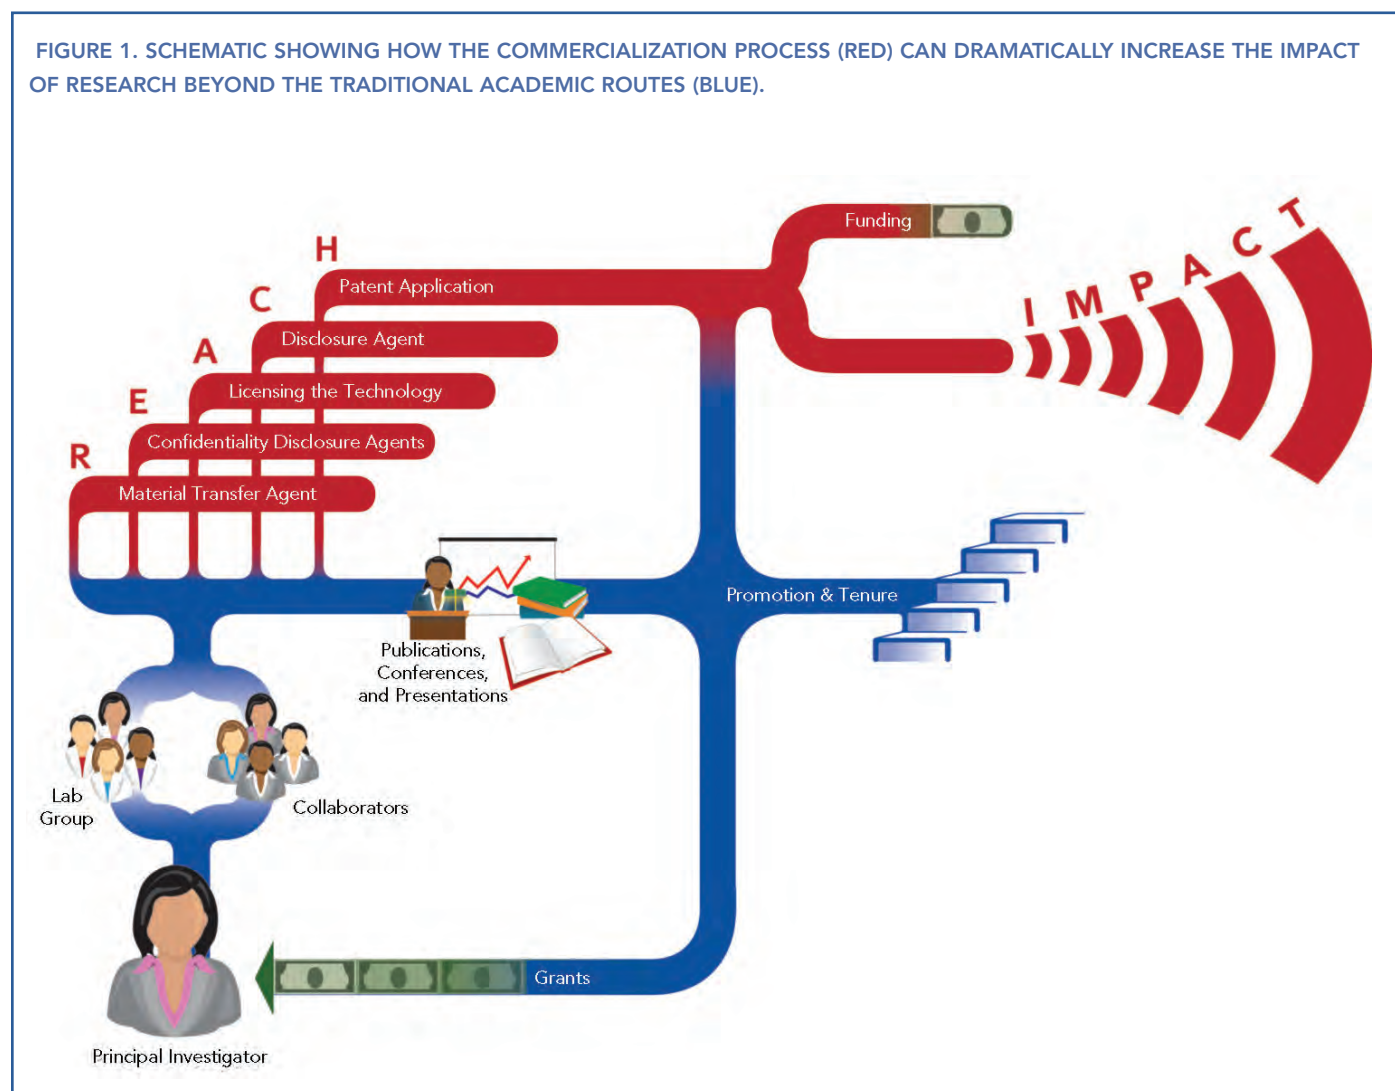 FIGURE 1. SCHEMATIC SHOWING HOW THE COMMERCIALIZATION PROCESS (RED) CAN DRAMATICALLY INCREASE THE IMPACT
OF RESEARCH BEYOND THE TRADITIONAL ACADEMIC ROUTES (BLUE).
REACH
IMPACT
Funding
Patent Application
Disclosure Agent
Licensing the Technology
Confidentiality Disclosure Agents
Material Transfer Agent
Promotion & Tenure
Publications,
Conferences,
and Presentations
Lab
Group
Collaborators
Grants
Principal Investigator